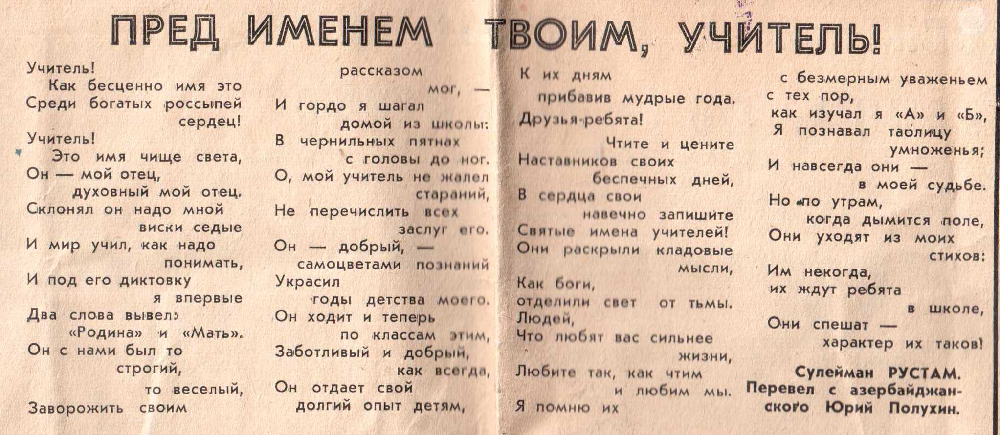 ПРЕД ИМЕНЕМ ТВОИМ, УЧИТЕЛЬ!
Учитель!
Как бесценно имя это
Среди богатых россыпей
сердец!
Учитель!
Это имя чище света,
Он — мой отец,
духовный мой отец.
Склонял он надо мной
виски седые
И мир учил, как надо
понимать,
И под его диктовку
я впервые
Два слова вывел:
«Родина» и «Мать».
Он с нами был то
строгий,
то веселый,
Заворожить своим
рассказом
мог, —
И гордо я шагал
домой из школы:
В чернильных пятнах
с головы до ног.
О, мой учитель не жалел
стараний,
Не перечислить всех
заслуг его.
Он — добрый, —
самоцветами познаний
Украсил
годы детства моего.
Он ходит и теперь
по классам этим,
Заботливый и добрый,
как всегда,
Он отдает свой
долгий опыт детям,
К их дням
прибавив мудрые года.
Друзья-ребята!
Чтите и цените
Наставников своих
беспечных дней,
В сердца свои
навечно запишите
Святые имена учителей!
Они раскрыли кладовые
мысли,
Как боги,
отделили свет от тьмы.
Людей,
Что любят вас сильнее
жизни,
Любите так, как чтим
и любим мы.
Я помню их
с безмерным уваженьем
с тех пор,
как изучал я «А» и «Б»,
Я познавал таблицу
умноженья;
И навсегда они —
в моей судьбе.
Но по утрам,
когда дымится поле,
Они уходят из моих
стихов:
Им некогда,
их ждут ребята
в школе,
Они спешат —
характер их таков!
Сулейман РУСТАМ.
Перевел с азербайджан-
ского Юрий Полухин.